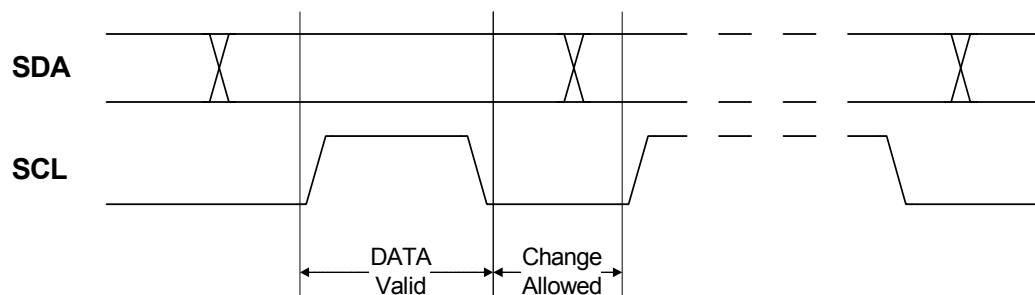 SDA
SCL
DATA
Valid
Change
Allowed